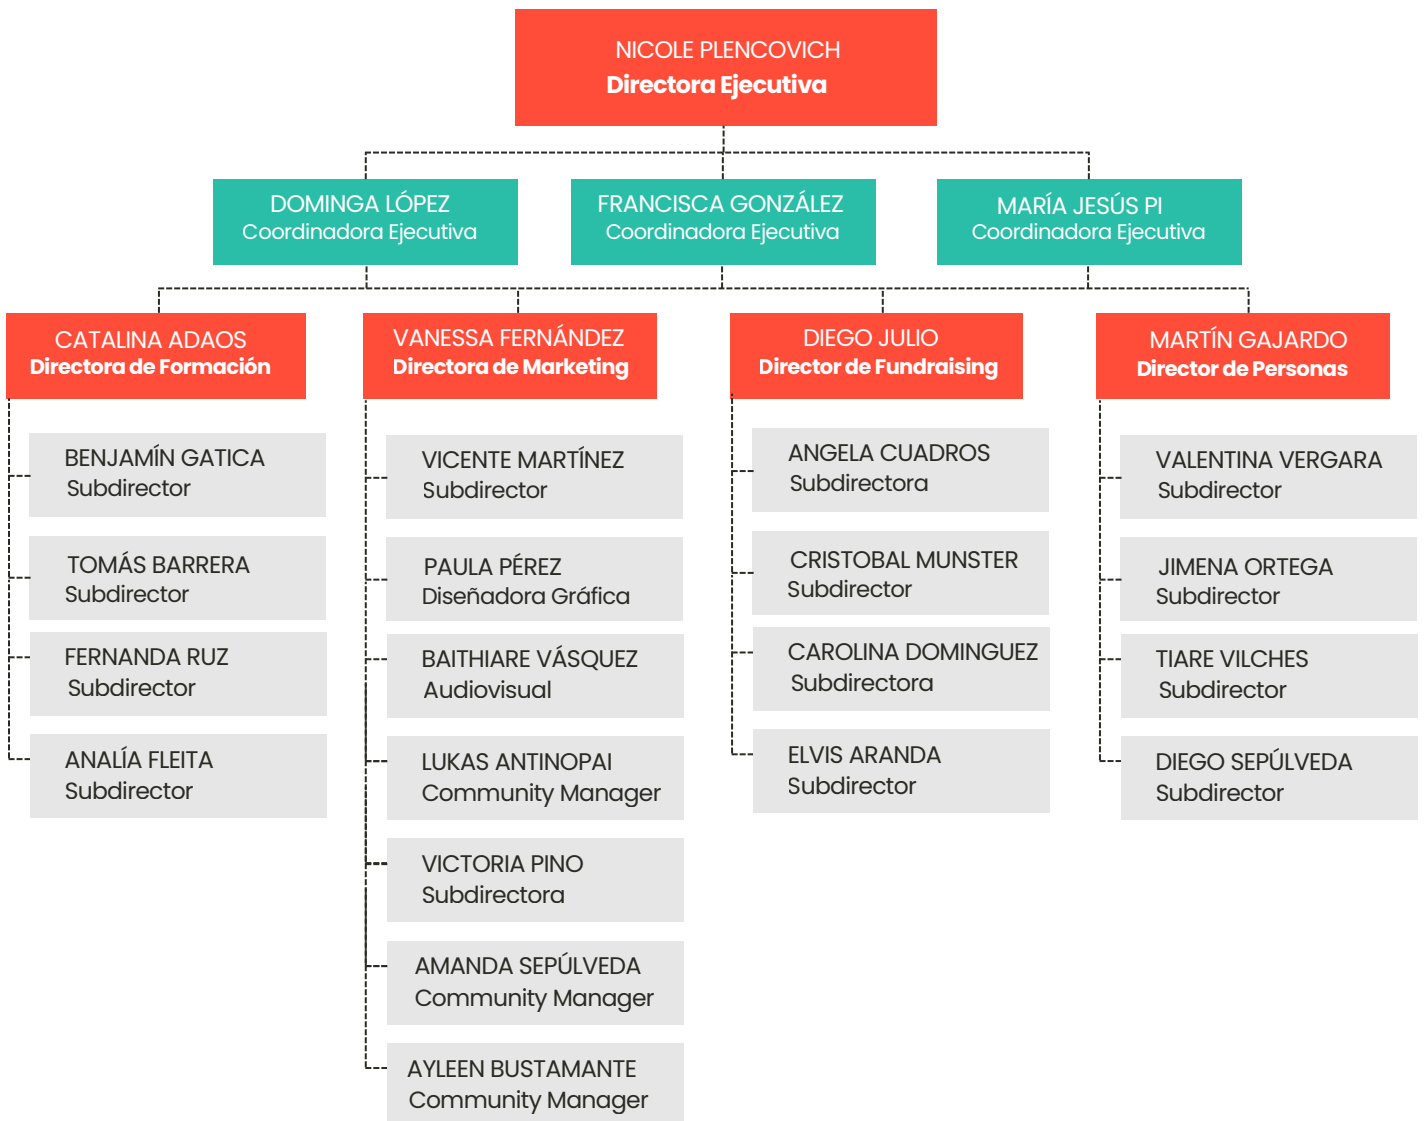 NICOLE PLENCOVICH
Directora Ejecutiva
DOMINGA LÓPEZ
Coordinadora Ejecutiva
FRANCISCA GONZÁLEZ
Coordinadora Ejecutiva
MARÍA JESÚS PI
Coordinadora Ejecutiva
CATALINA ADAOS
Directora de Formación
VANESSA FERNÁNDEZ
Directora de Marketing
DIEGO JULIO
Director de Fundraising
MARTÍN GAJARDO
Director de Personas
BENJAMÍN GATICA
Subdirector
TOMÁS BARRERA
Subdirector
FERNANDA RUZ
Subdirector
ANALÍA FLEITA
Subdirector
VICENTE MARTÍNEZ
Subdirector
PAULA PÉREZ
Diseñadora Gráfica
BAITHIARE VÁSQUEZ
Audiovisual
LUKAS ANTINOPAI
Community Manager
VICTORIA PINO
Subdirectora
AMANDA SEPÚLVEDA
Community Manager
AYLEEN BUSTAMANTE
Community Manager
ANGELA CUADROS
Subdirectora
CRISTOBAL MUNSTER
Subdirector
CAROLINA DOMINGUEZ
Subdirectora
ELVIS ARANDA
Subdirector
VALENTINA VERGARA
Subdirector
JIMENA ORTEGA
Subdirector
TIARE VILCHES
Subdirector
DIEGO SEPÚLVEDA
Subdirector